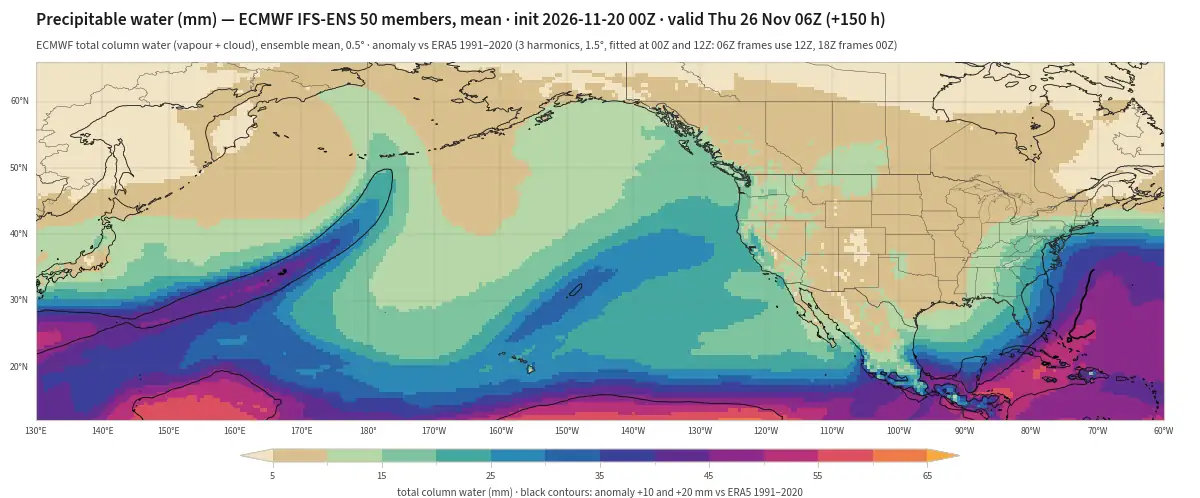 Precipitable water (mm) — ECMWF IFS-ENS 50 members, mean · init 2026-11-20 00Z · valid Thu 26 Nov 06Z (+150 h)
ECMWF total column water (vapour + cloud), ensemble mean, 0.5° · anomaly vs ERA5 1991–2020 (3 harmonics, 1.5°, fitted at 00Z and 12Z: 06Z frames use 12Z, 18Z frames 00Z)
60°N
50°N
40°N
30°N
20°N
130°E 140°E 150°E 160°E 170°E 180° 170°W 160°W 150°W 140°W 130°W 120°W 110°W 100°W 90°W 80°W 70°W 60°W
5 15 25 35 45 55 65
total column water (mm) · black contours: anomaly +10 and +20 mm vs ERA5 1991–2020